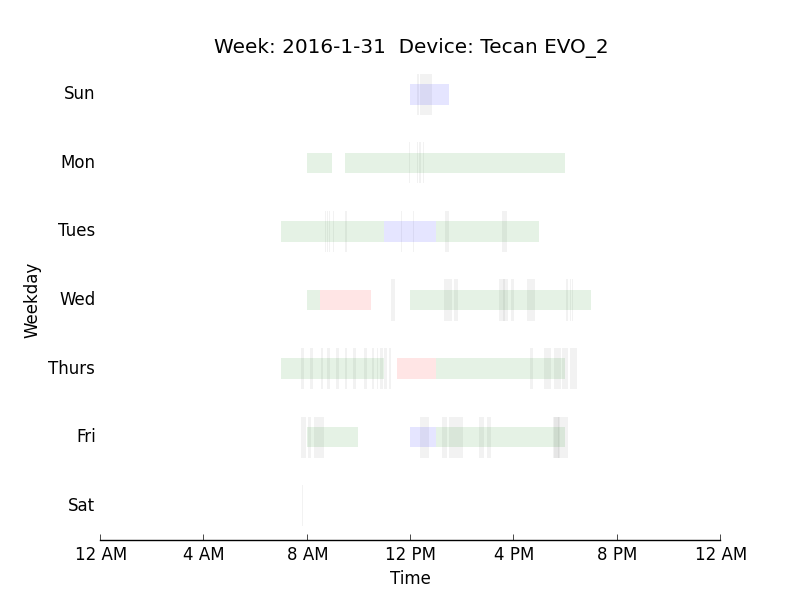 Week: 2016-1-31  Device: Tecan EVO_2
Sun
Mon
Tues
Wed
Thurs
Fri
Sat
Weekday
12 AM
4 AM
8 AM
12 PM
4 PM
8 PM
12 AM
Time